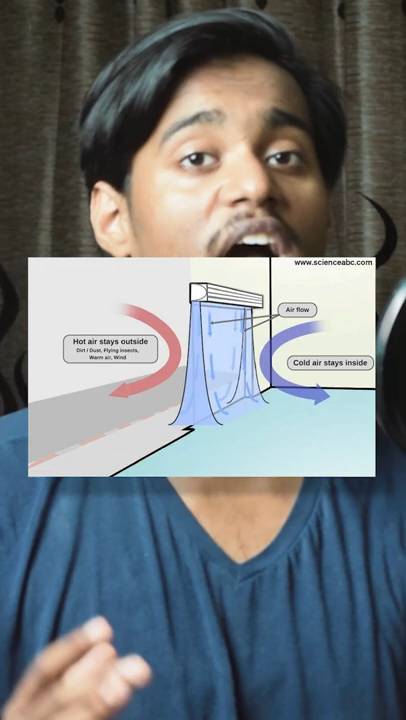 www.scienceabc.com
Air flow
Hot air stays outside
Dirt / Dust, Flying insects,
Warm air, Wind
Cold air stays inside